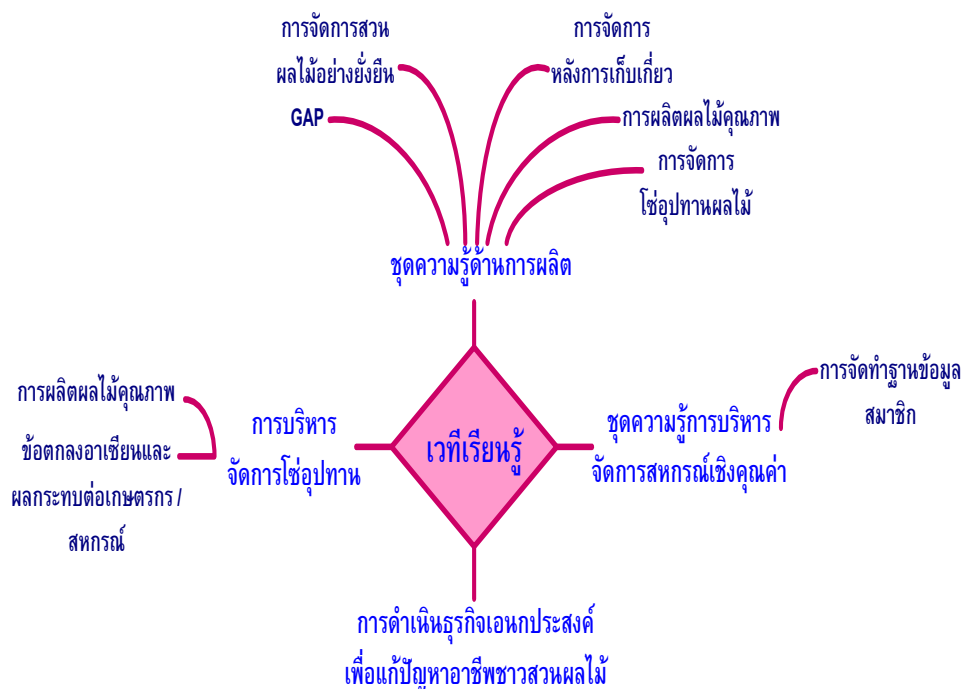 การจัดการสวน
ผลไม้อย่างยั่งยืน
GAP
การจัดการ
หลังการเก็บเกี่ยว
การผลิตผลไม้คุณภาพ
การจัดการ
โซ่อุปทานผลไม้
ชุดความรู้ด้านการผลิต
การผลิตผลไม้คุณภาพ
ข้อตกลงอาเซียนและ
ผลกระทบต่อเกษตรกร /
สหกรณ์
การบริหาร
จัดการโซ่อุปทาน
เวทีเรียนรู้
ชุดความรู้การบริหาร
จัดการสหกรณ์เชิงคุณค่า
การจัดทำฐานข้อมูล
สมาชิก
การดำเนินธุรกิจเอนกประสงค์
เพื่อแก้ปัญหาอาชีพชาวสวนผลไม้